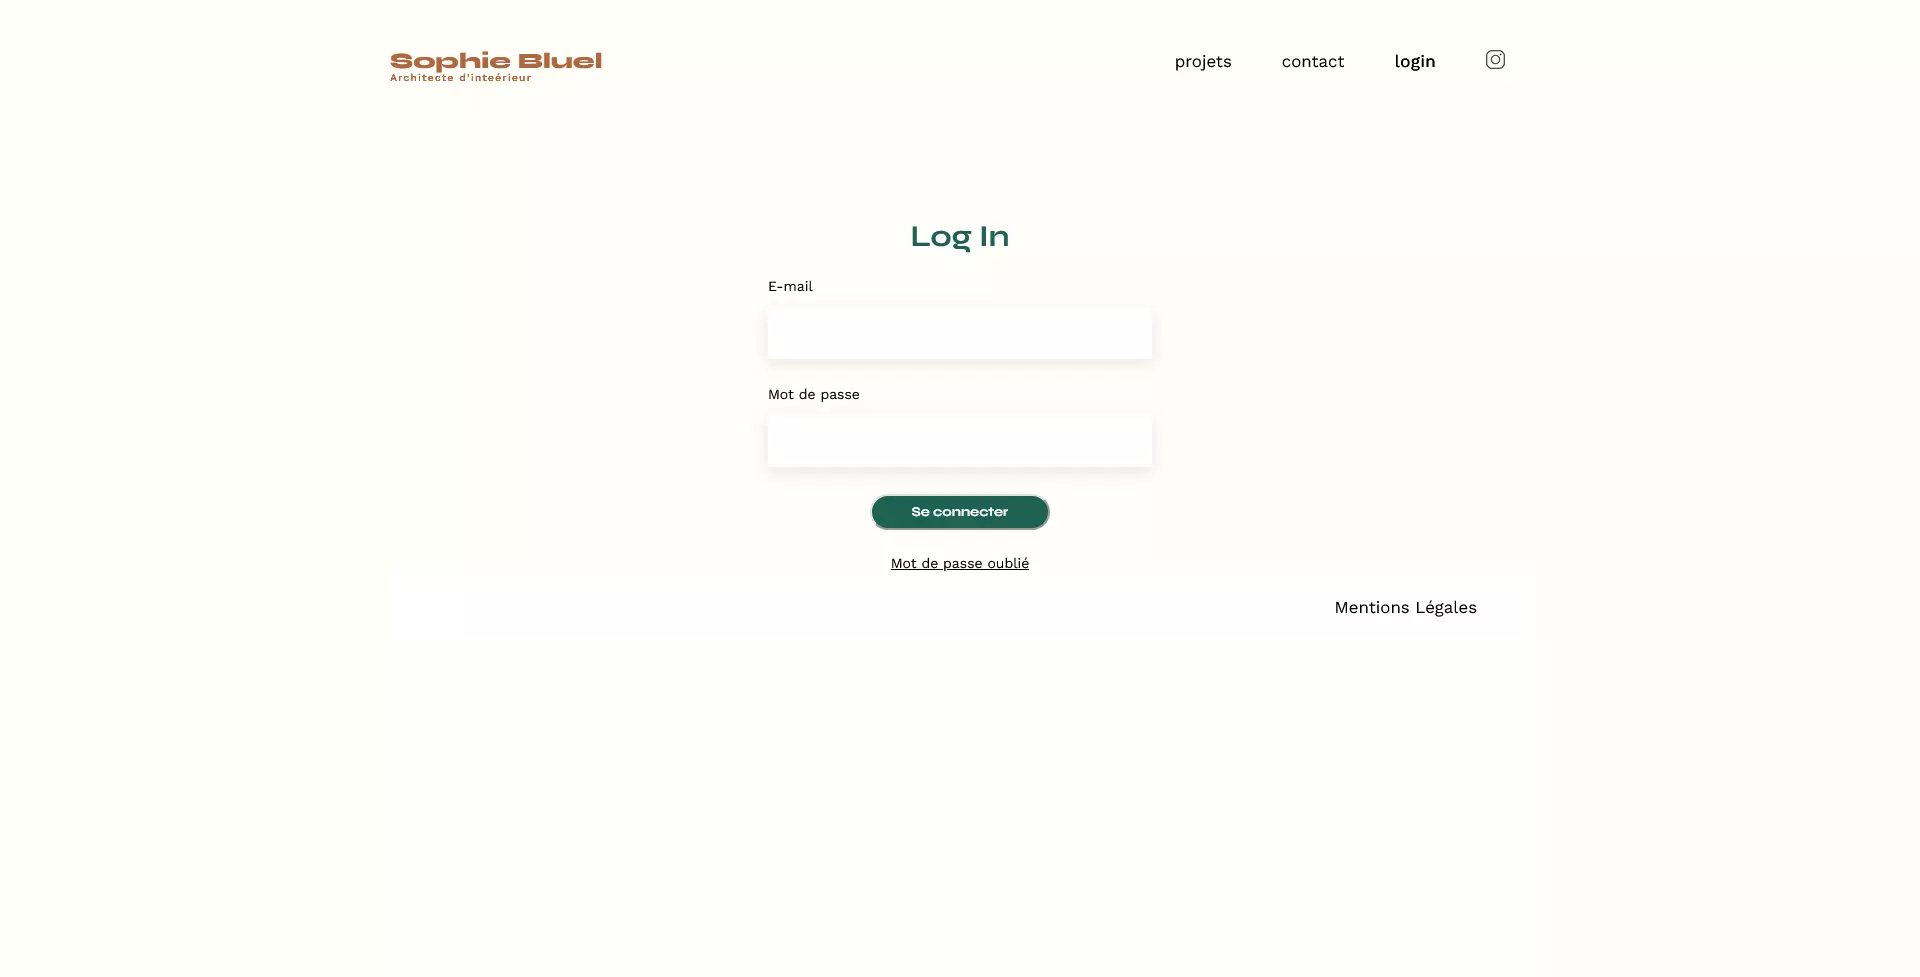 Sophie Bluel
Architecte d'inteérieur
projets
contact
login
Log In
E-mail
Mot de passe
Se connecter
Mot de passe oublié
Mentions Légales